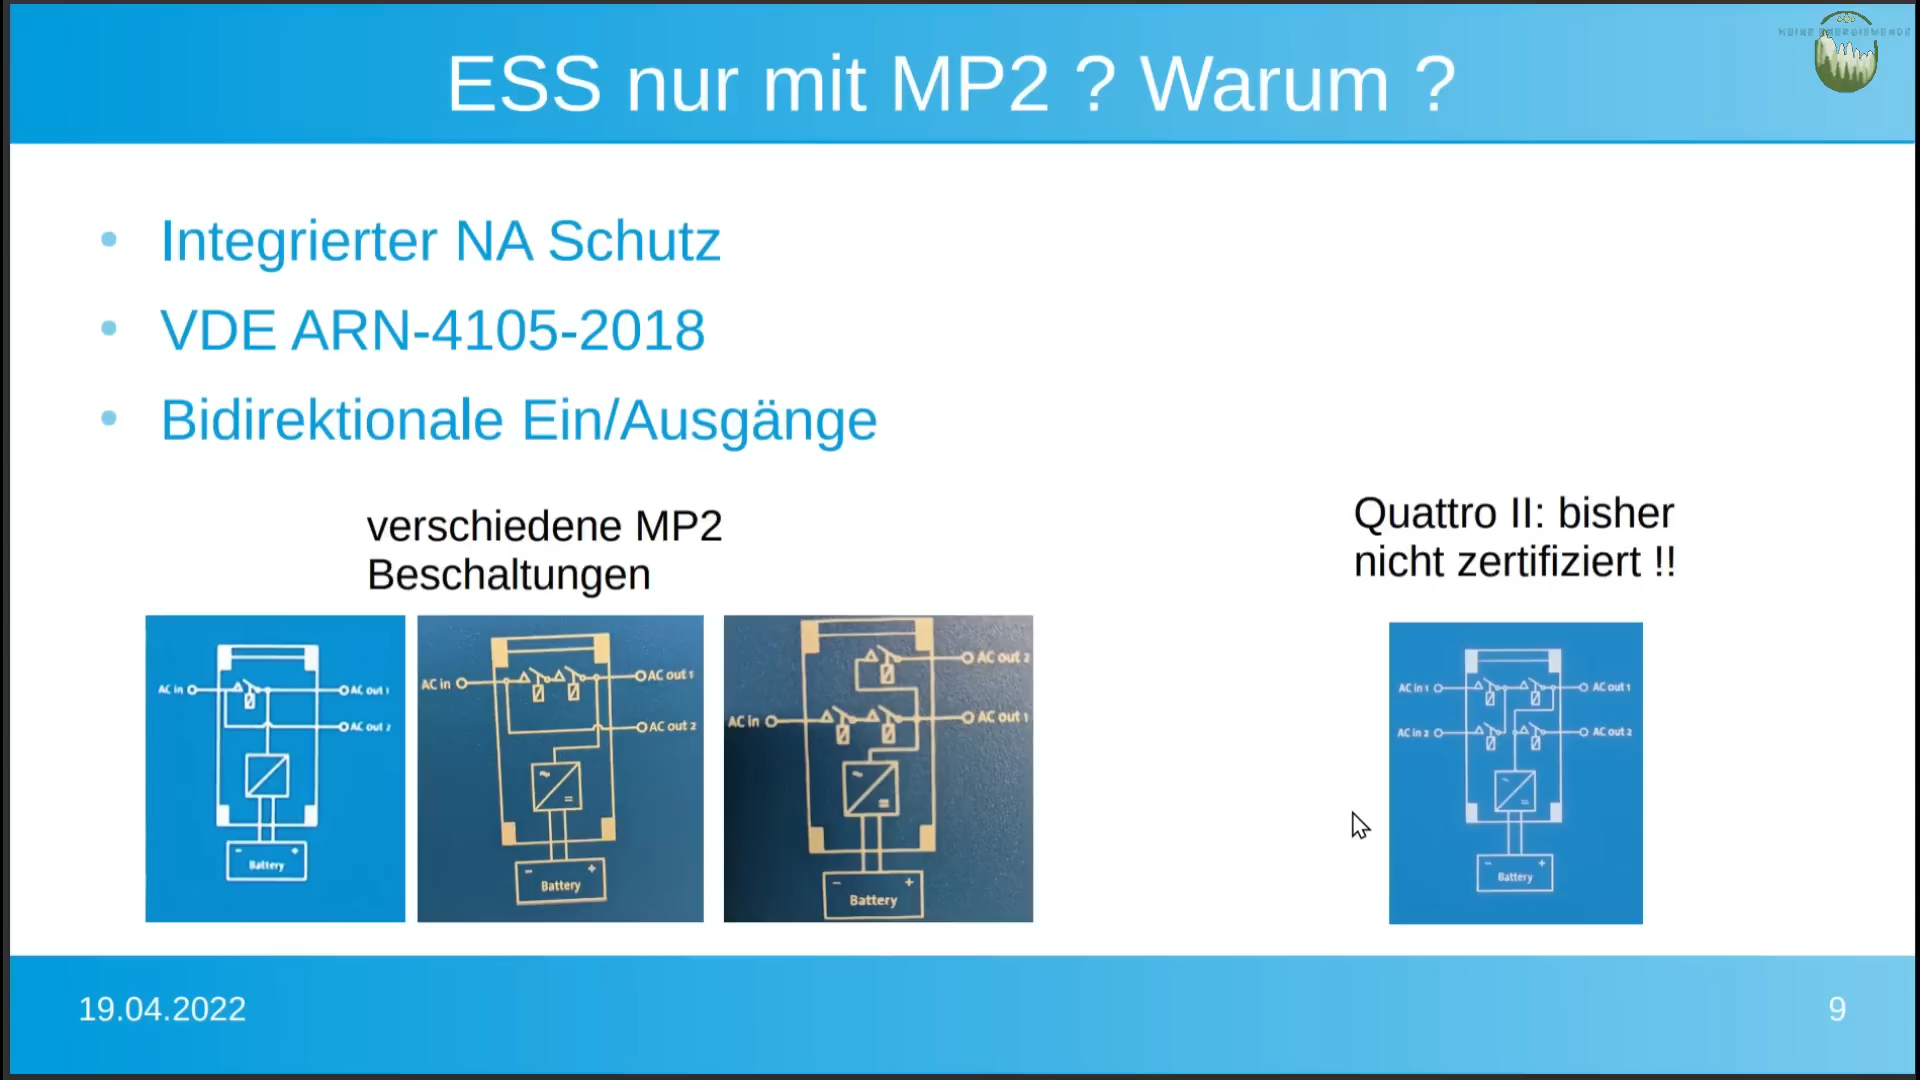 MEINE ENERGIEWENDE
ESS nur mit MP2 ? Warum ?
Integrierter NA Schutz
VDE ARN-4105-2018
Bidirektionale Ein/Ausgänge
verschiedene MP2
Beschaltungen
Quattro II: bisher
nicht zertifiziert !!
AC in
AC out 1
AC out 2
- +
Battery
AC in
AC out 1
AC out 2
~
=
- +
Battery
AC out 2
AC in
AC out 1
~
=
- +
Battery
AC in 1
AC out 1
AC in 2
AC out 2
~
=
- +
Battery
19.04.2022
9